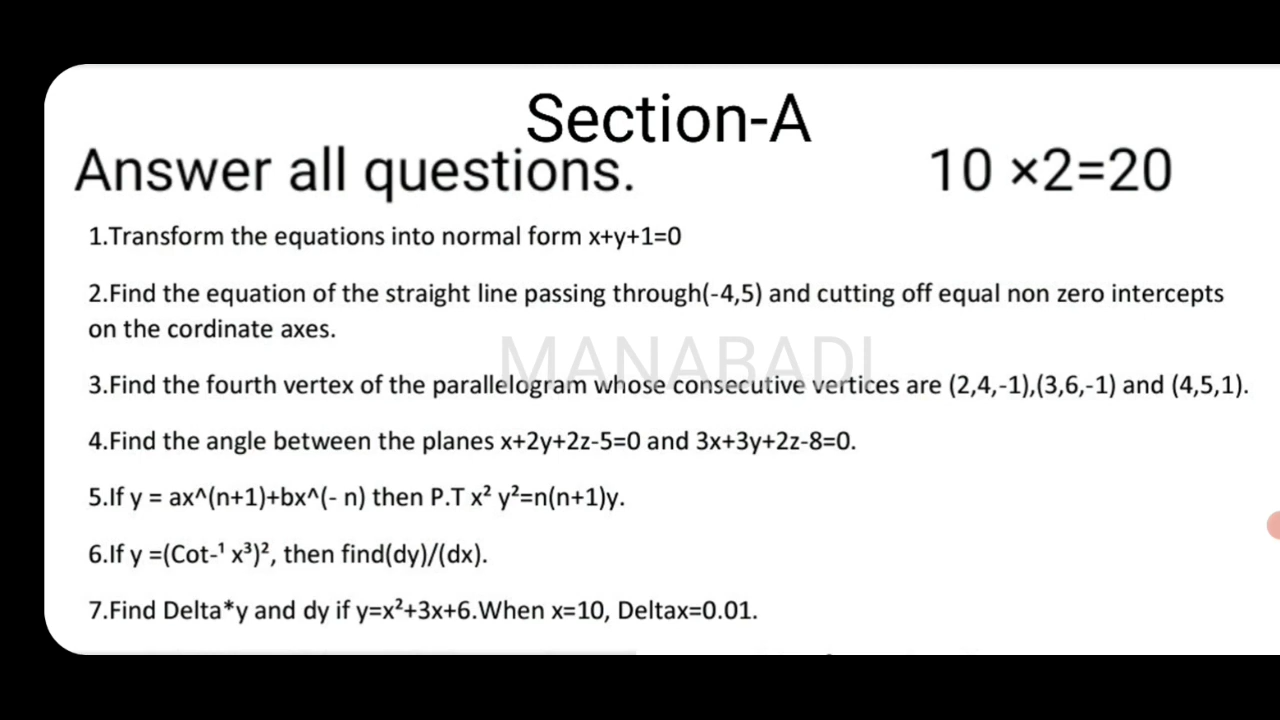 Section-A
Answer all questions. 10 ×2=20
1.Transform the equations into normal form x+y+1=0
2.Find the equation of the straight line passing through(-4,5) and cutting off equal non zero intercepts
on the cordinate axes.
MANABADI
3.Find the fourth vertex of the parallelogram whose consecutive vertices are (2,4,-1),(3,6,-1) and (4,5,1).
4.Find the angle between the planes x+2y+2z-5=0 and 3x+3y+2z-8=0.
5.If y = ax^(n+1)+bx^(- n) then P.T x² y²=n(n+1)y.
6.If y =(Cot-¹ x³)², then find(dy)/(dx).
7.Find Delta*y and dy if y=x²+3x+6.When x=10, Deltax=0.01.